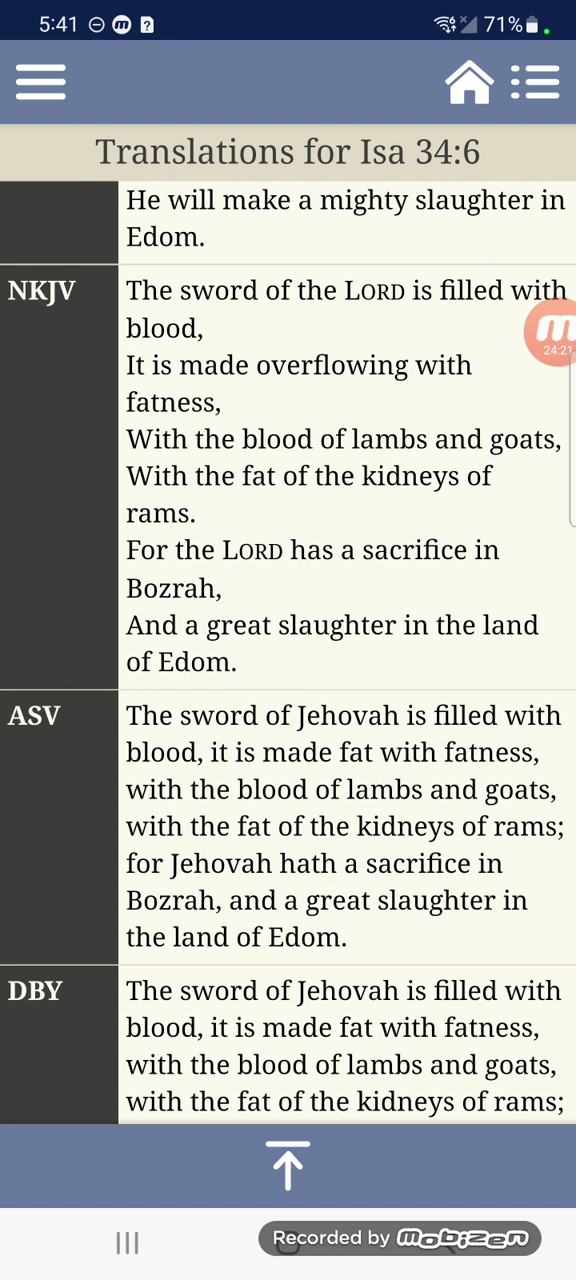 5:41 71%
Translations for Isa 34:6
He will make a mighty slaughter in
Edom.
NKJV
The sword of the LORD is filled with
blood,
24:21
It is made overflowing with
fatness,
With the blood of lambs and goats,
With the fat of the kidneys of
rams.
For the LORD has a sacrifice in
Bozrah,
And a great slaughter in the land
of Edom.
ASV
The sword of Jehovah is filled with
blood, it is made fat with fatness,
with the blood of lambs and goats,
with the fat of the kidneys of rams;
for Jehovah hath a sacrifice in
Bozrah, and a great slaughter in
the land of Edom.
DBY
The sword of Jehovah is filled with
blood, it is made fat with fatness,
with the blood of lambs and goats,
with the fat of the kidneys of rams;
Recorded by mobizen